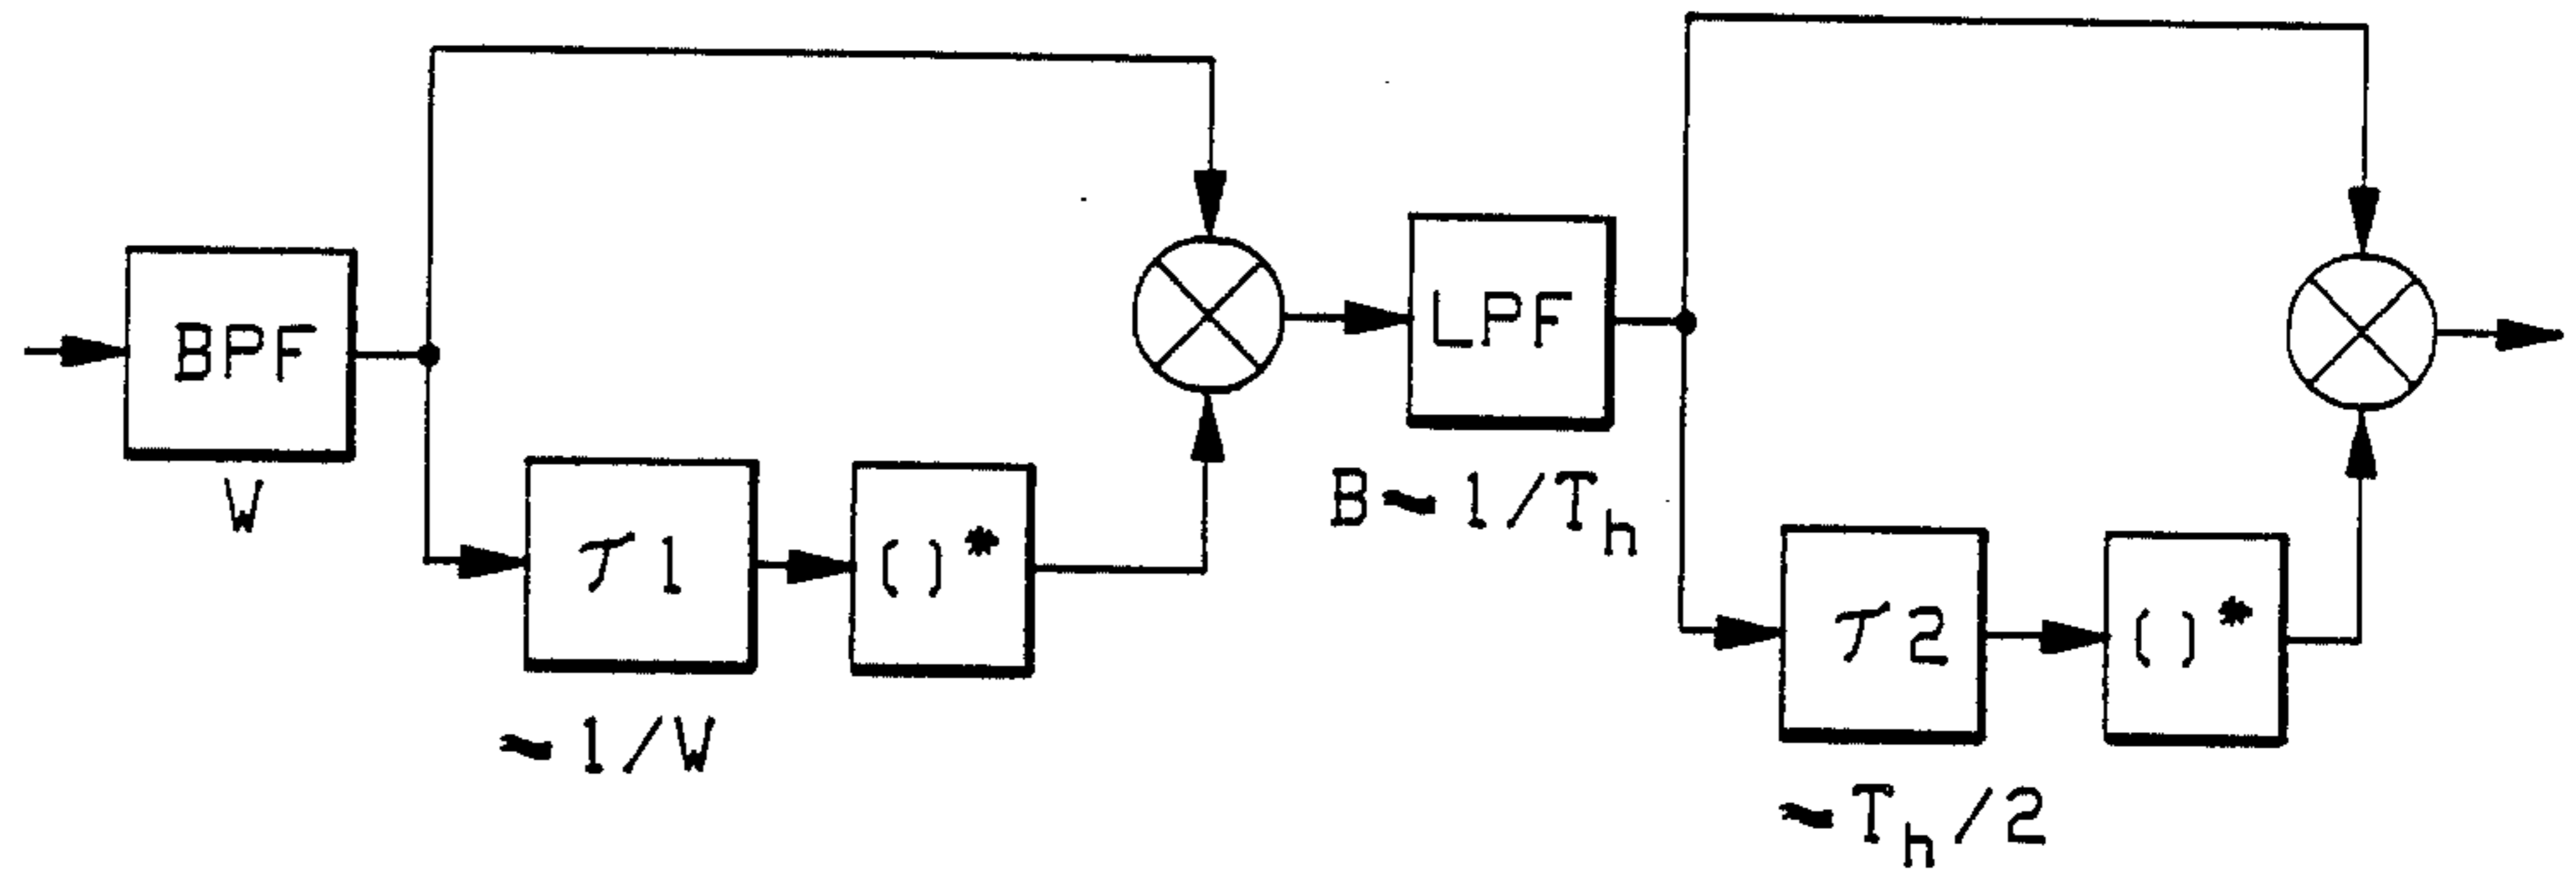 BPF
W
τ1
≈ 1/W
( )*
LPF
B ≈ 1/Tₕ
τ2
≈ Tₕ/2
( )*